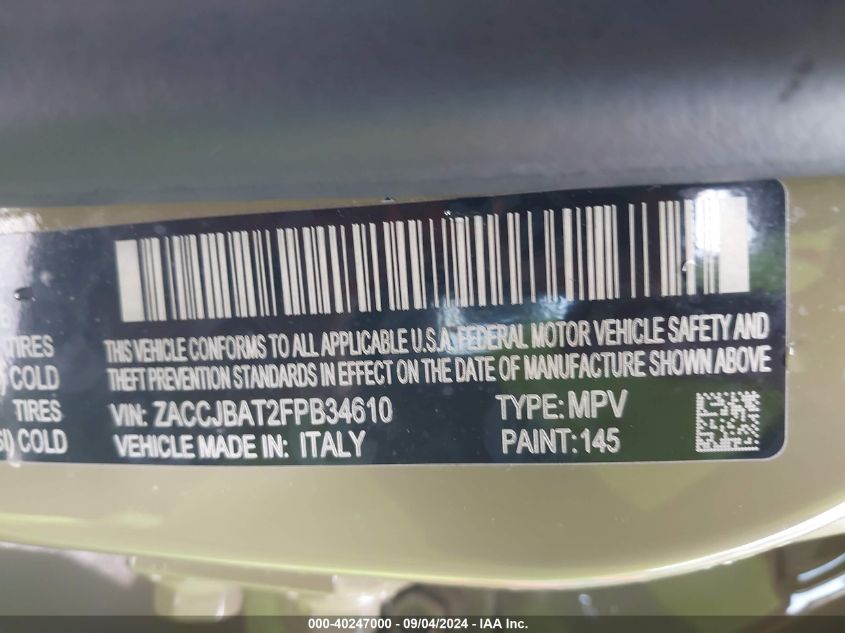 THIS VEHICLE CONFORMS TO ALL APPLICABLE U.S.A. FEDERAL MOTOR VEHICLE SAFETY AND
THEFT PREVENTION STANDARDS IN EFFECT ON THE DATE OF MANUFACTURE SHOWN ABOVE
VIN: ZACCJBAT2FPB34610 TYPE: MPV
VEHICLE MADE IN: ITALY PAINT: 145
TIRES
COLD
TIRES
COLD
000-40247000 - 09/04/2024 - IAA Inc.